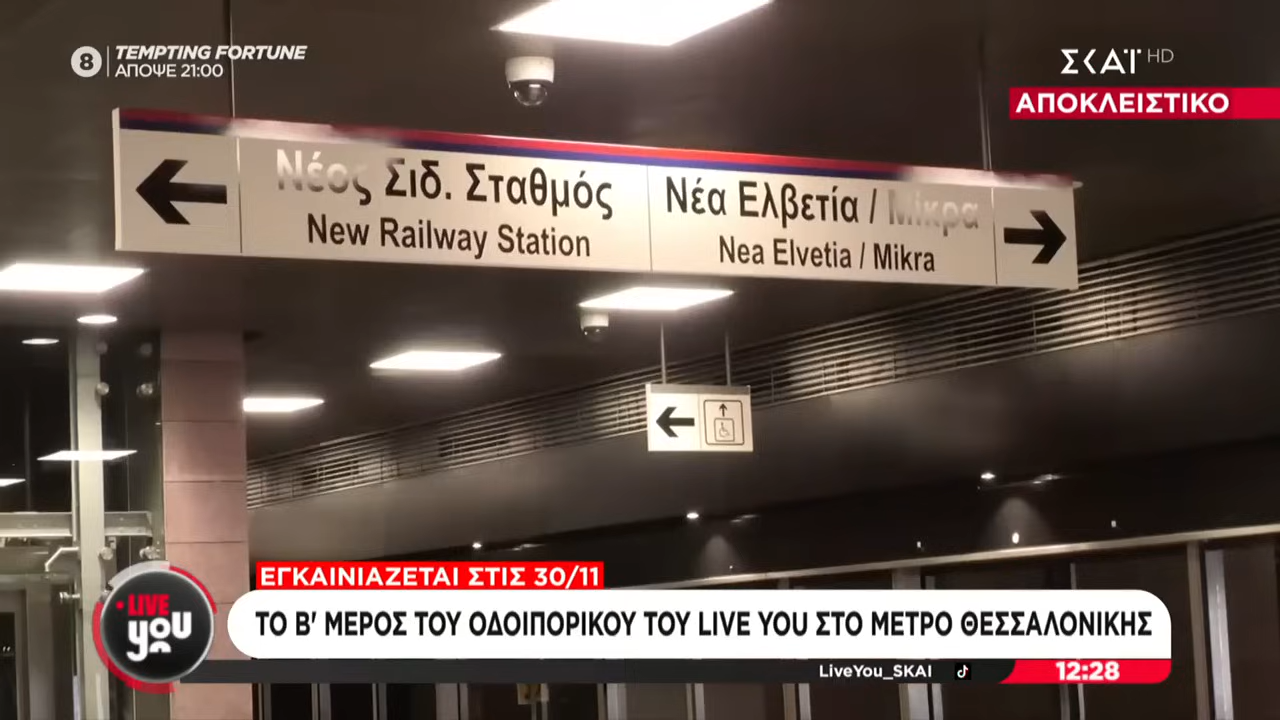 8 TEMPTING FORTUNE
ΑΠΟΨΕ 21:00
ΣΚΑΪ HD
ΑΠΟΚΛΕΙΣΤΙΚΟ
Νέος Σιδ. Σταθμός
New Railway Station
Νέα Ελβετία / Μίκρα
Nea Elvetia / Mikra
ΕΓΚΑΙΝΙΑΖΕΤΑΙ ΣΤΙΣ 30/11
LIVE
you
ΤΟ Β' ΜΕΡΟΣ ΤΟΥ ΟΔΟΙΠΟΡΙΚΟΥ ΤΟΥ LIVE YOU ΣΤΟ ΜΕΤΡΟ ΘΕΣΣΑΛΟΝΙΚΗΣ
LiveYou_SKAI
12:28